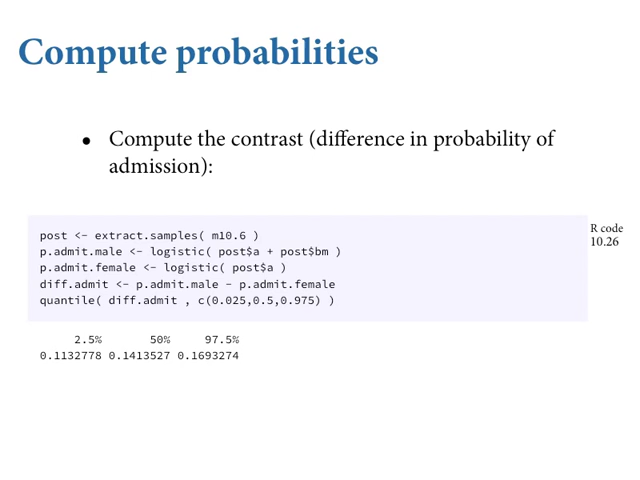 Compute probabilities
• Compute the contrast (difference in probability of
admission):
R code
10.26
post <- extract.samples( m10.6 )
p.admit.male <- logistic( post$a + post$bm )
p.admit.female <- logistic( post$a )
diff.admit <- p.admit.male - p.admit.female
quantile( diff.admit , c(0.025,0.5,0.975) )
2.5% 50% 97.5%
0.1132778 0.1413527 0.1693274